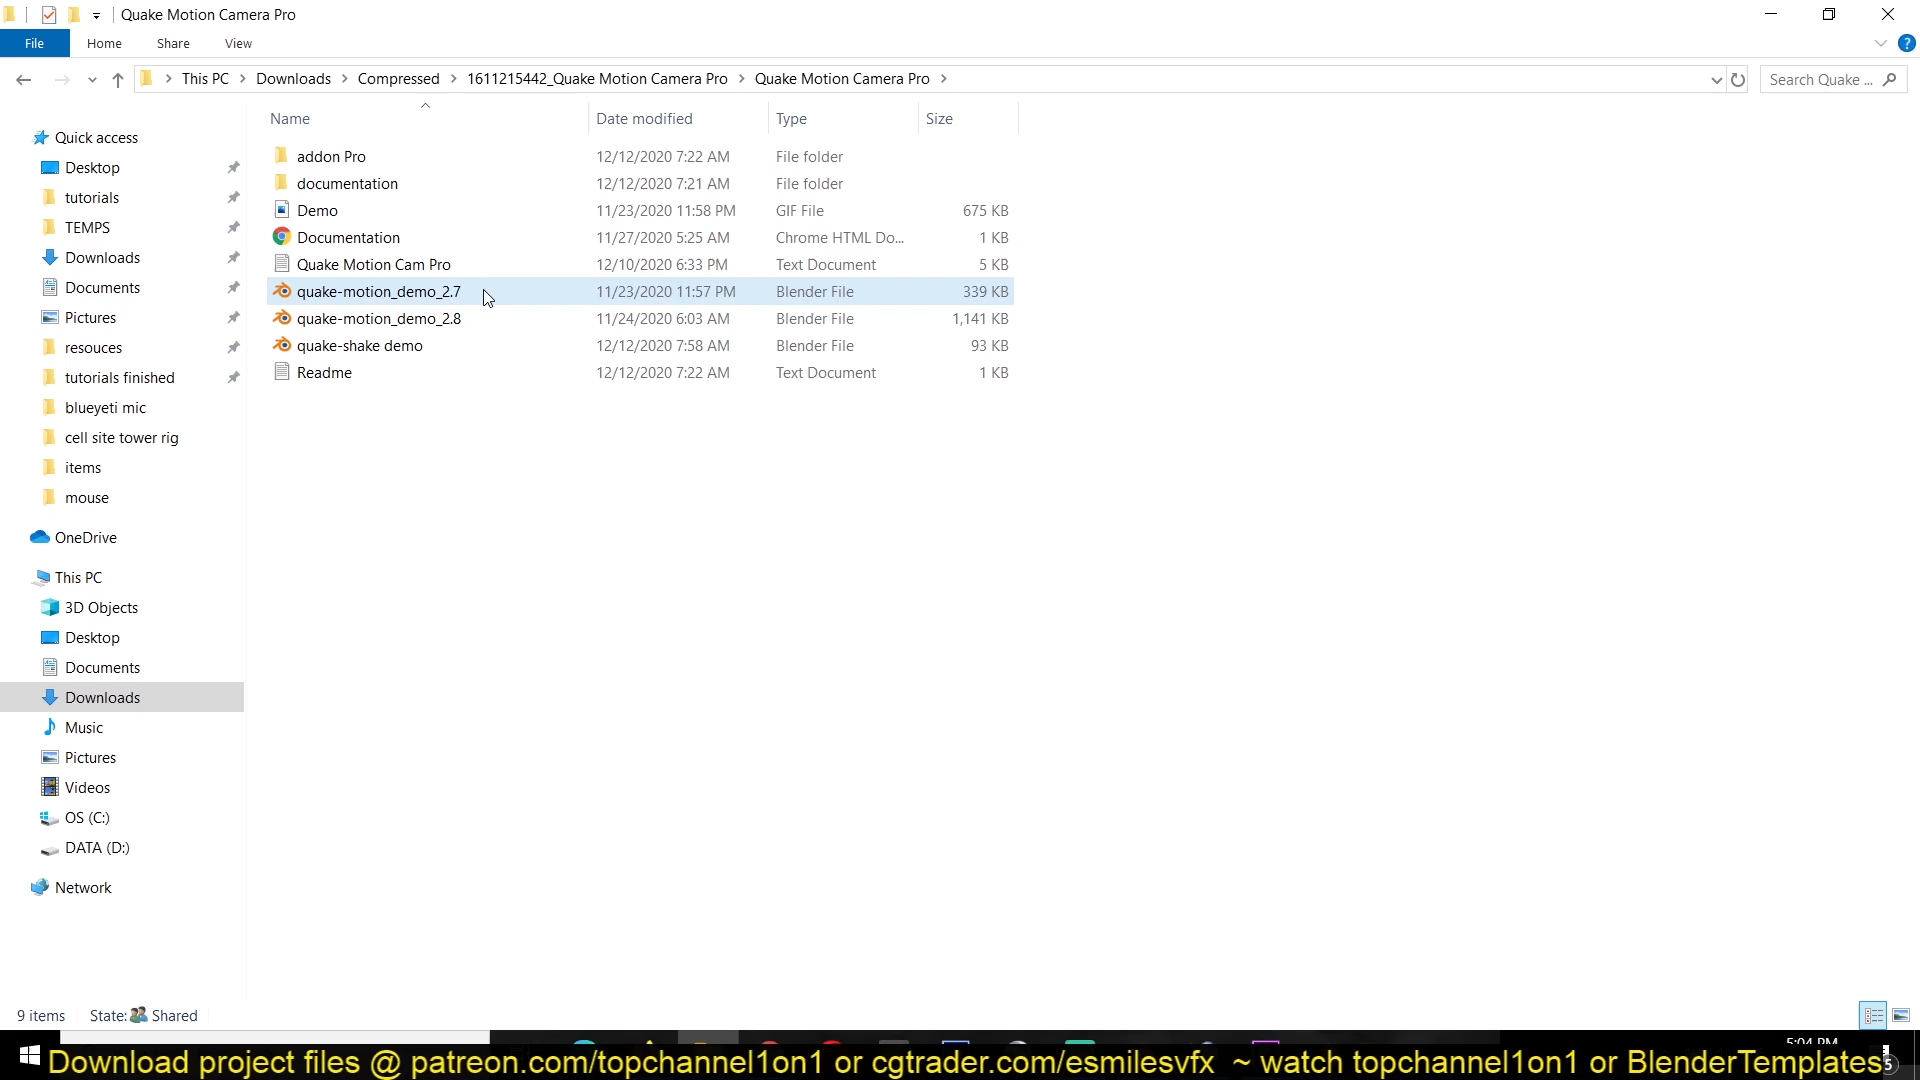 Quake Motion Camera Pro
File Home Share View ?
This PC Downloads Compressed 1611215442_Quake Motion Camera Pro Quake Motion Camera Pro Search Quake ...
Name Date modified Type Size
addon Pro 12/12/2020 7:22 AM File folder
documentation 12/12/2020 7:21 AM File folder
Demo 11/23/2020 11:58 PM GIF File 675 KB
Documentation 11/27/2020 5:25 AM Chrome HTML Do... 1 KB
Quake Motion Cam Pro 12/10/2020 6:33 PM Text Document 5 KB
quake-motion_demo_2.7 11/23/2020 11:57 PM Blender File 339 KB
quake-motion_demo_2.8 11/24/2020 6:03 AM Blender File 1,141 KB
quake-shake demo 12/12/2020 7:58 AM Blender File 93 KB
Readme 12/12/2020 7:22 AM Text Document 1 KB
Quick access
Desktop
tutorials
TEMPS
Downloads
Documents
Pictures
resouces
tutorials finished
blueyeti mic
cell site tower rig
items
mouse
OneDrive
This PC
3D Objects
Desktop
Documents
Downloads
Music
Pictures
Videos
OS (C:)
DATA (D:)
Network
9 items State: Shared
5:04 PM
Download project files @ patreon.com/topchannel1on1 or cgtrader.com/esmilesvfx ~ watch topchannel1on1 or BlenderTemplates
5